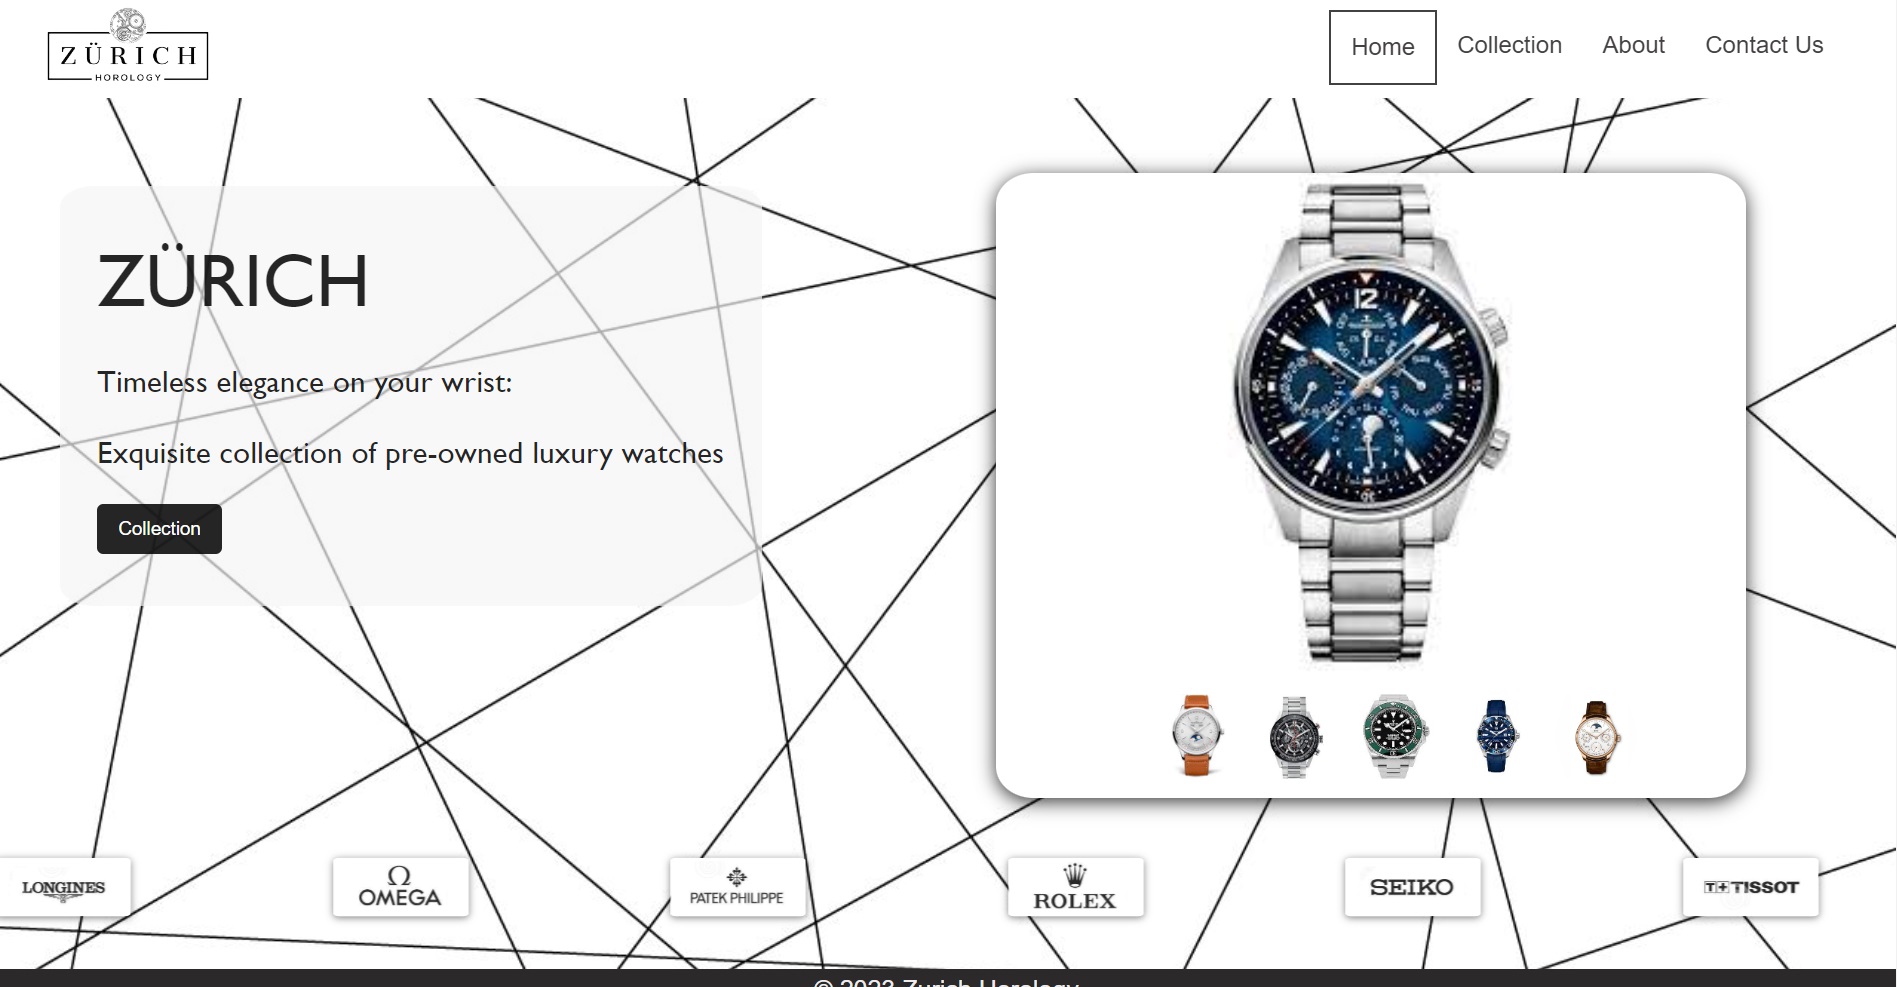 ZÜRICH
HOROLOGY
Home
Collection
About
Contact Us
ZÜRICH
Timeless elegance on your wrist:
Exquisite collection of pre-owned luxury watches
Collection
12
LONGINES
Ω
OMEGA
PATEK PHILIPPE
ROLEX
SEIKO
T+ TISSOT
© 2023 Zurich Horology